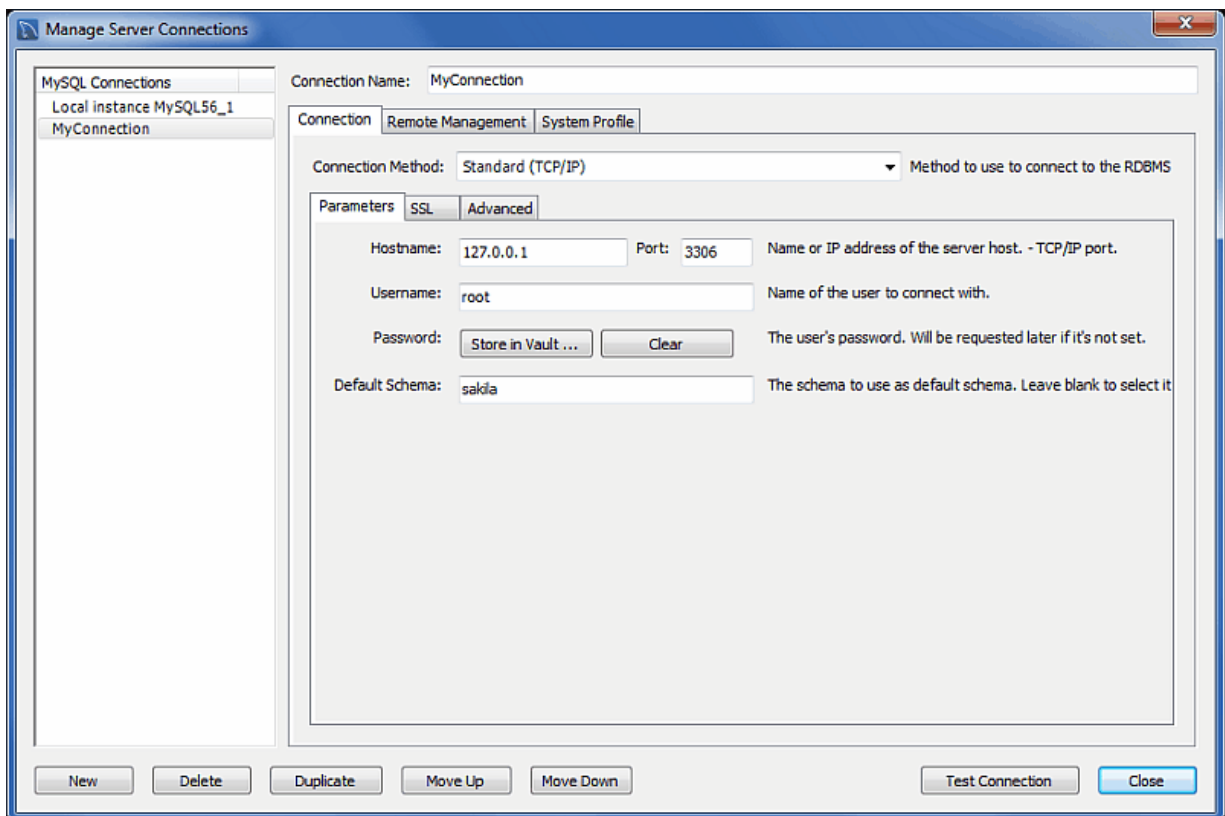 Manage Server Connections
MySQL Connections
Local instance MySQL56_1
MyConnection
Connection Name: MyConnection
Connection Remote Management System Profile
Connection Method: Standard (TCP/IP) Method to use to connect to the RDBMS
Parameters SSL Advanced
Hostname: 127.0.0.1 Port: 3306 Name or IP address of the server host. - TCP/IP port.
Username: root Name of the user to connect with.
Password: Store in Vault ... Clear The user's password. Will be requested later if it's not set.
Default Schema: sakila The schema to use as default schema. Leave blank to select it
New Delete Duplicate Move Up Move Down Test Connection Close